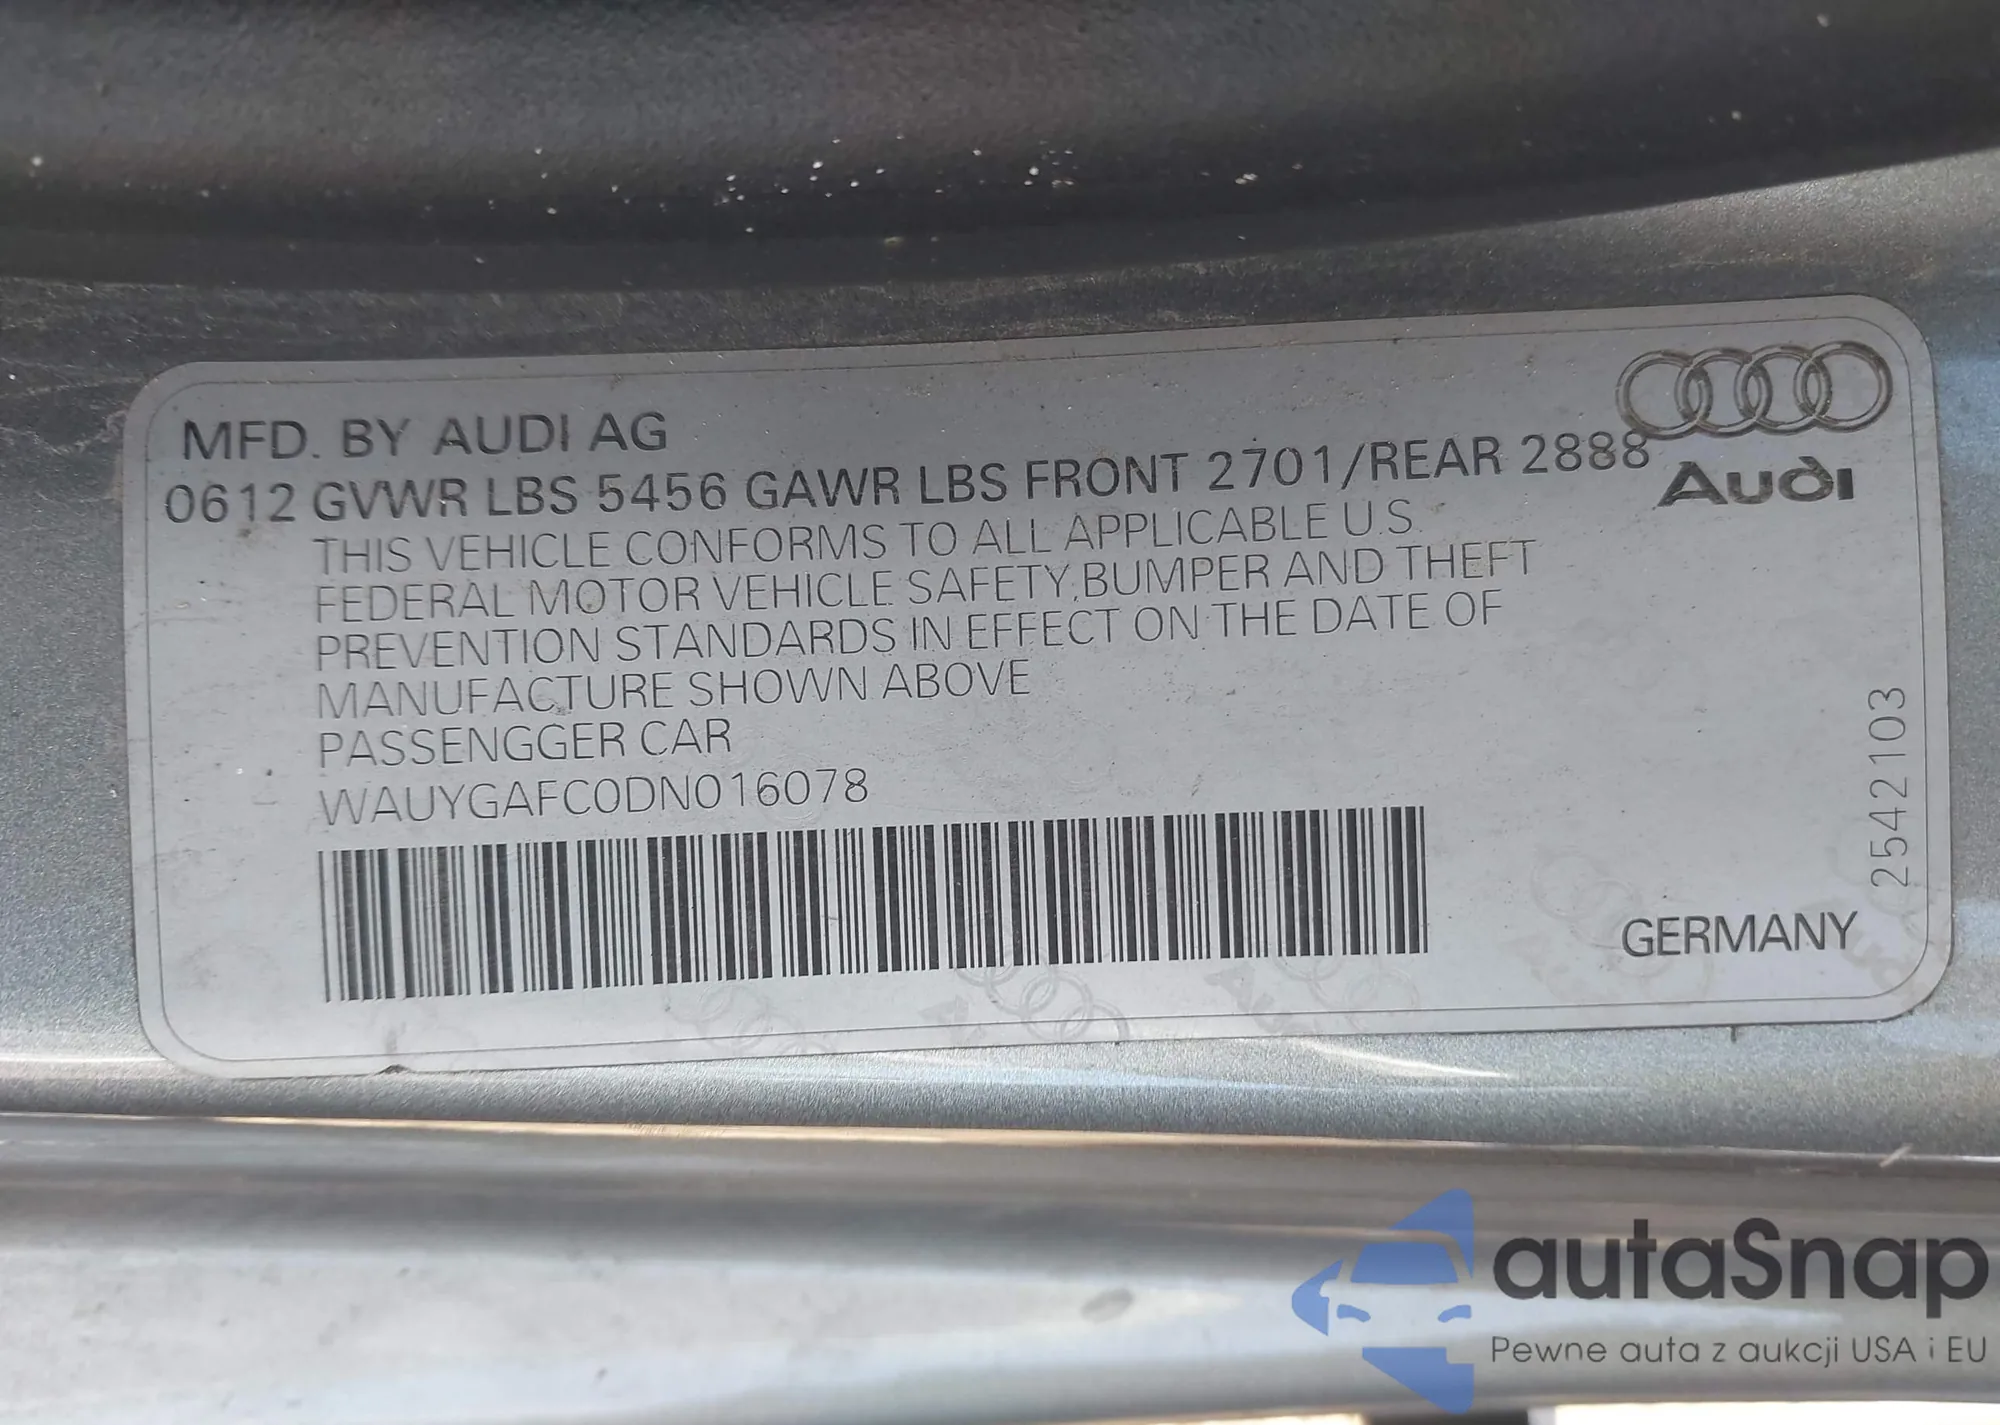 MFD. BY AUDI AG
0612 GVWR LBS 5456 GAWR LBS FRONT 2701/REAR 2888
Audi
THIS VEHICLE CONFORMS TO ALL APPLICABLE U.S.
FEDERAL MOTOR VEHICLE SAFETY, BUMPER AND THEFT
PREVENTION STANDARDS IN EFFECT ON THE DATE OF
MANUFACTURE SHOWN ABOVE
PASSENGGER CAR
WAUYGAFC0DN016078
2542103
GERMANY
autaSnap
Pewne auta z aukcji USA i EU